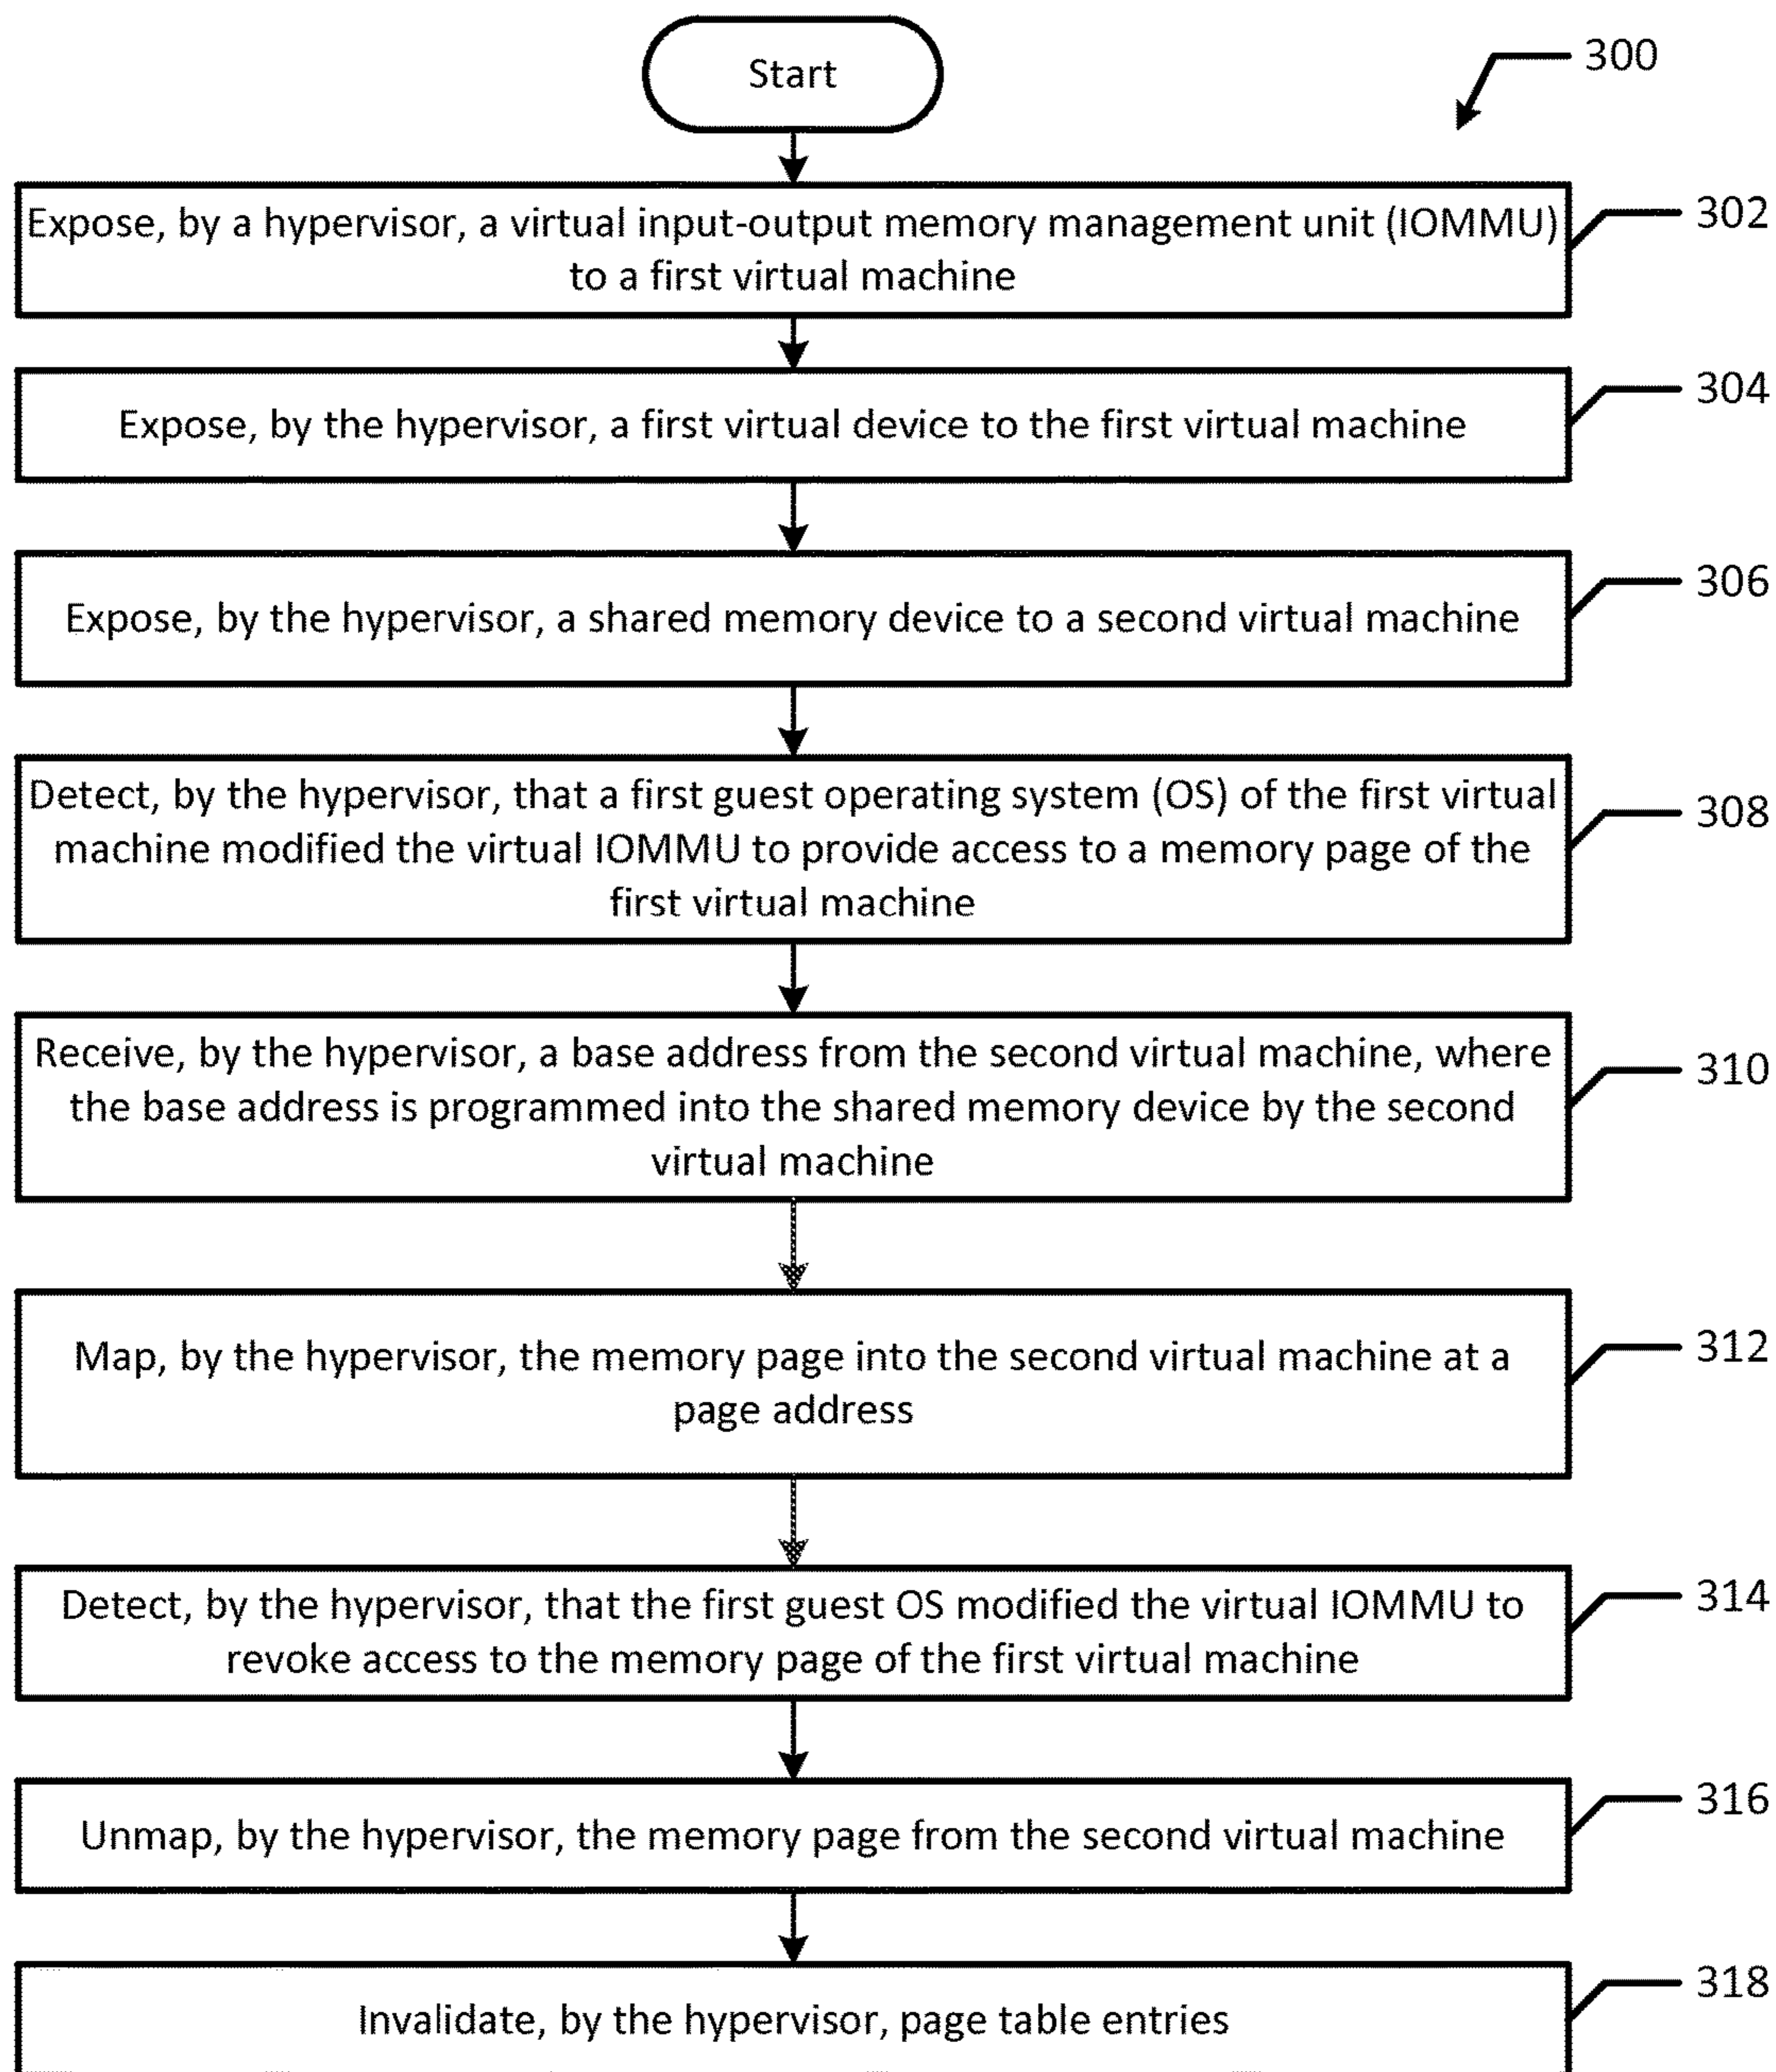 Start
300
Expose, by a hypervisor, a virtual input-output memory management unit (IOMMU)
to a first virtual machine
302
Expose, by the hypervisor, a first virtual device to the first virtual machine
304
Expose, by the hypervisor, a shared memory device to a second virtual machine
306
Detect, by the hypervisor, that a first guest operating system (OS) of the first virtual
machine modified the virtual IOMMU to provide access to a memory page of the
first virtual machine
308
Receive, by the hypervisor, a base address from the second virtual machine, where
the base address is programmed into the shared memory device by the second
virtual machine
310
Map, by the hypervisor, the memory page into the second virtual machine at a
page address
312
Detect, by the hypervisor, that the first guest OS modified the virtual IOMMU to
revoke access to the memory page of the first virtual machine
314
Unmap, by the hypervisor, the memory page from the second virtual machine
316
Invalidate, by the hypervisor, page table entries
318